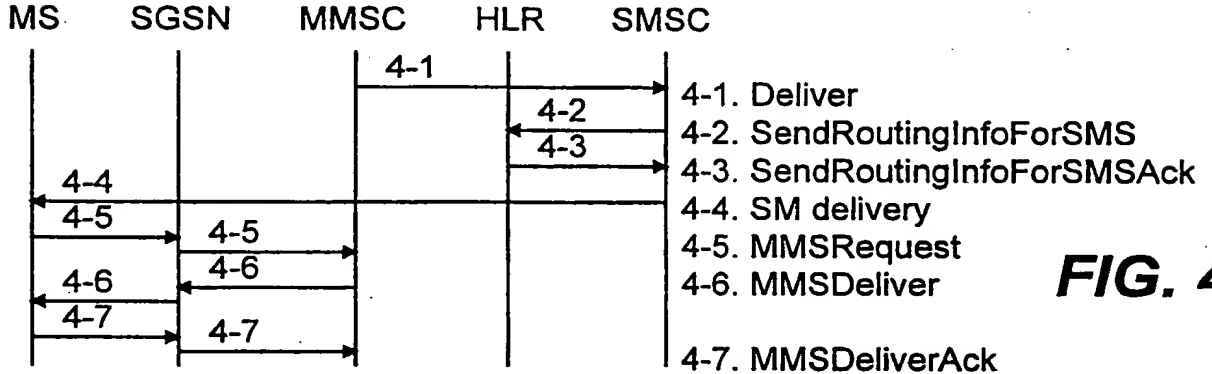 MS SGSN MMSC HLR SMSC
4-1
4-1. Deliver
4-2
4-2. SendRoutingInfoForSMS
4-3
4-3. SendRoutingInfoForSMSAck
4-4
4-4. SM delivery
4-5
4-5
4-5. MMSRequest
4-6
4-6
4-6. MMSDeliver
FIG. 4
4-7
4-7
4-7. MMSDeliverAck